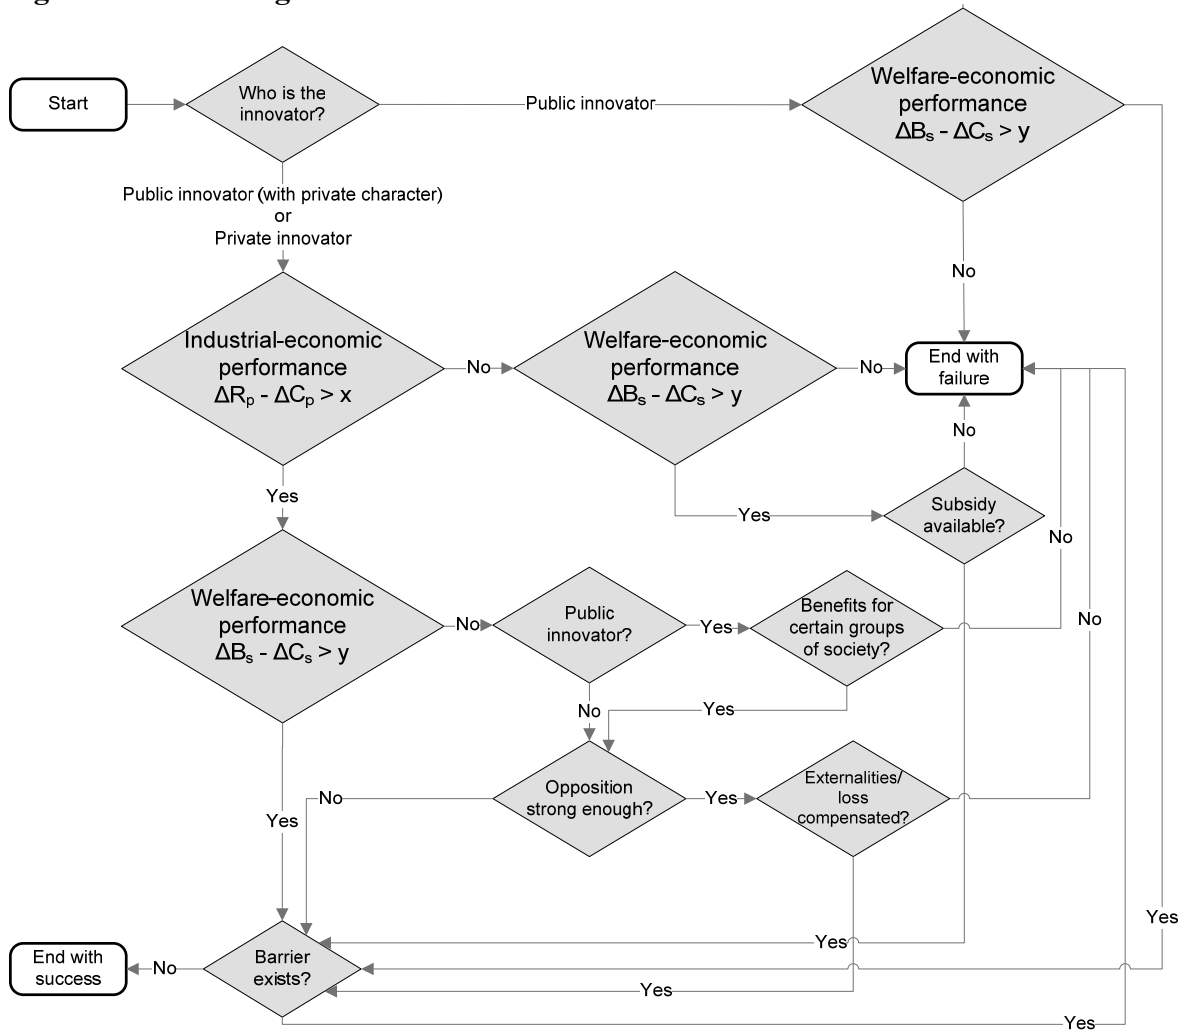 Start
Who is the
innovator?
Public innovator
Welfare-economic
performance
ΔBs - ΔCs > y
Public innovator (with private character)
or
Private innovator
No
Industrial-economic
performance
ΔRp - ΔCp > x
No
Welfare-economic
performance
ΔBs - ΔCs > y
No
End with
failure
No
Yes
Yes
Subsidy
available?
No
Welfare-economic
performance
ΔBs - ΔCs > y
No
Public
innovator?
Yes
Benefits for
certain groups
of society?
No
No
Yes
Opposition
strong enough?
Yes
Externalities/
loss
compensated?
No
Yes
Yes
Yes
End with
success
No
Barrier
exists?
Yes
Yes